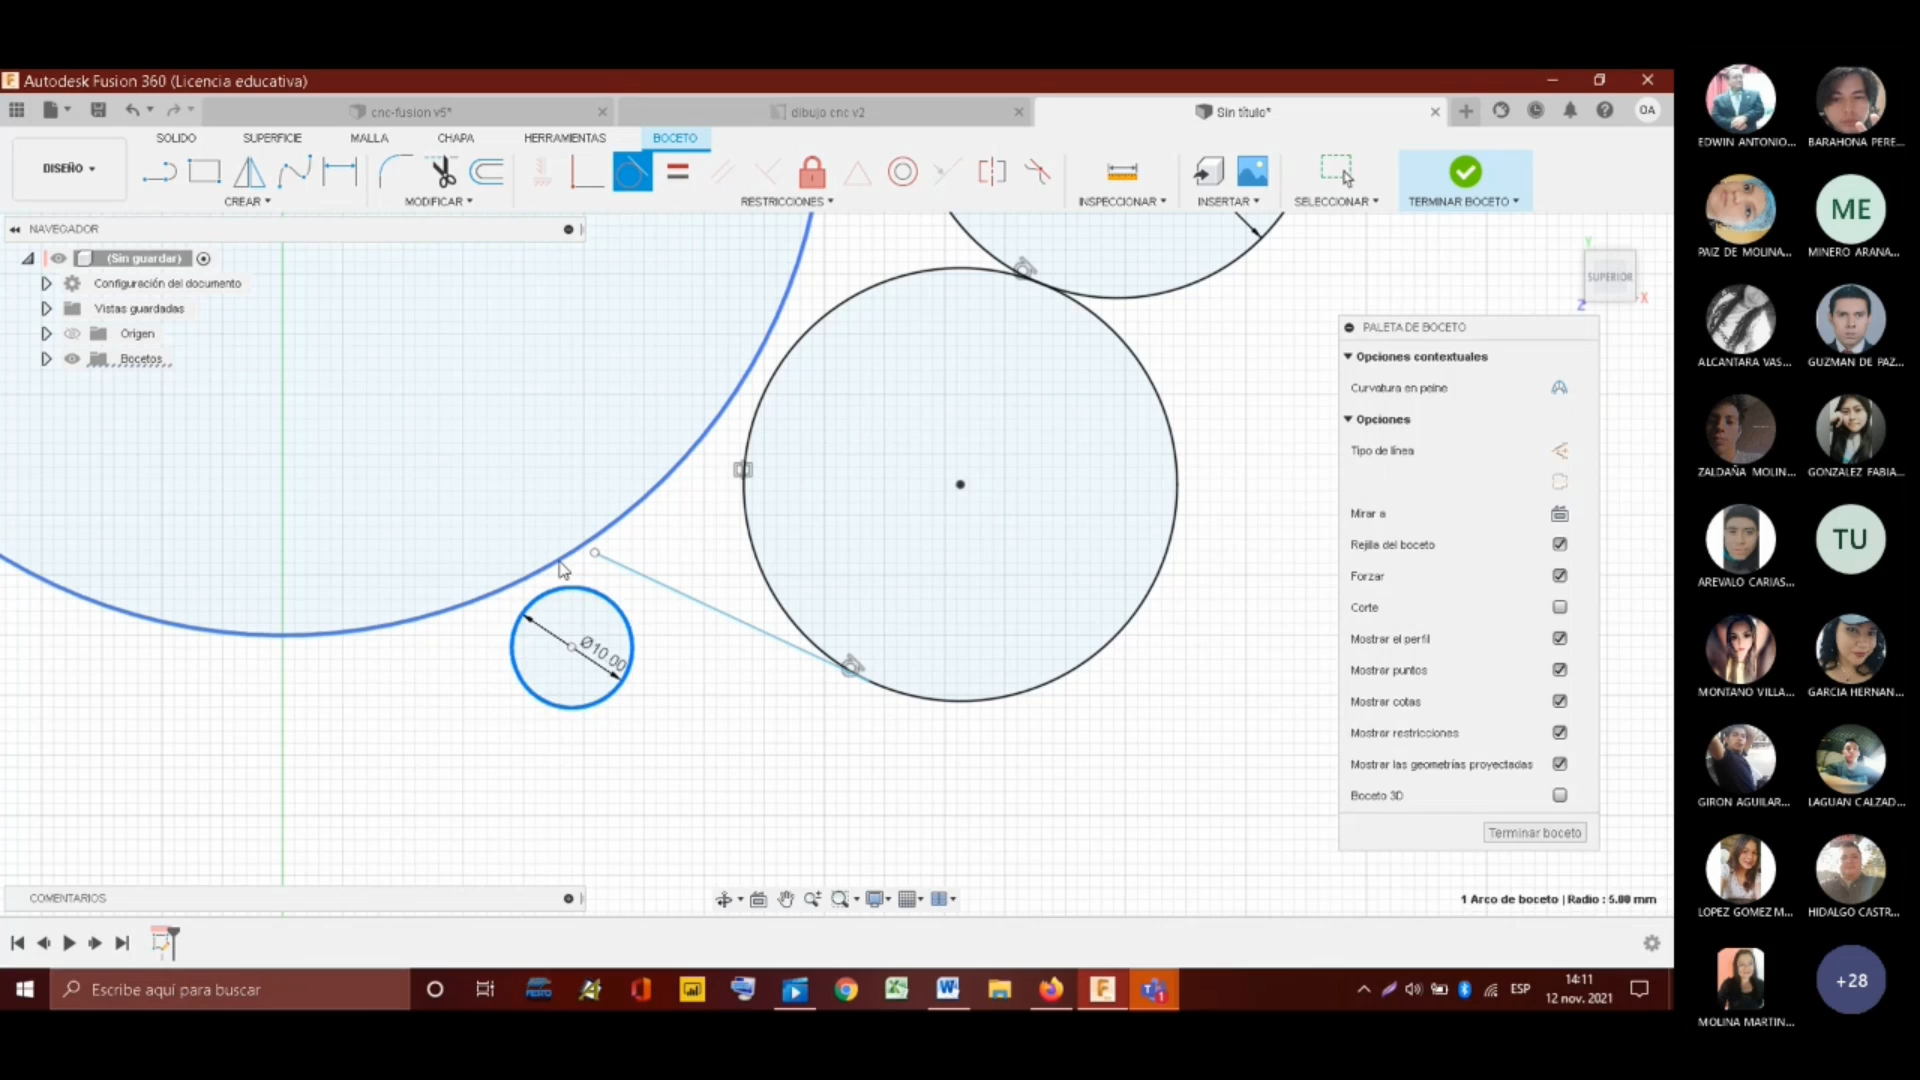 Autodesk Fusion 360 (Licencia educativa)
cnc-fusion v5*
dibujo cnc v2
Sin título*
OA
DISEÑO
SOLIDO
SUPERFICIE
MALLA
CHAPA
HERRAMIENTAS
BOCETO
CREAR
MODIFICAR
RESTRICCIONES
INSPECCIONAR
INSERTAR
SELECCIONAR
TERMINAR BOCETO
NAVEGADOR
(Sin guardar)
Configuración del documento
Vistas guardadas
Origen
Bocetos
Y
SUPERIOR
X
Z
Ø10.00
PALETA DE BOCETO
Opciones contextuales
Curvatura en peine
Opciones
Tipo de línea
Mirar a
Rejilla del boceto
Forzar
Corte
Mostrar el perfil
Mostrar puntos
Mostrar cotas
Mostrar restricciones
Mostrar las geometrías proyectadas
Boceto 3D
Terminar boceto
COMENTARIOS
1 Arco de boceto | Radio : 5.00 mm
Escribe aquí para buscar
ESP
14:11
12 nov. 2021
EDWIN ANTONIO...
BARAHONA PERE...
PAIZ DE MOLINA...
ME
MINERO ARANA...
ALCANTARA VAS...
GUZMAN DE PAZ...
ZALDAÑA MOLIN...
GONZALEZ FABIA...
AREVALO CARIAS...
TU
MONTANO VILLA...
GARCIA HERNAN...
GIRON AGUILAR...
LAGUAN CALZAD...
LOPEZ GOMEZ M...
HIDALGO CASTR...
MOLINA MARTIN...
+28